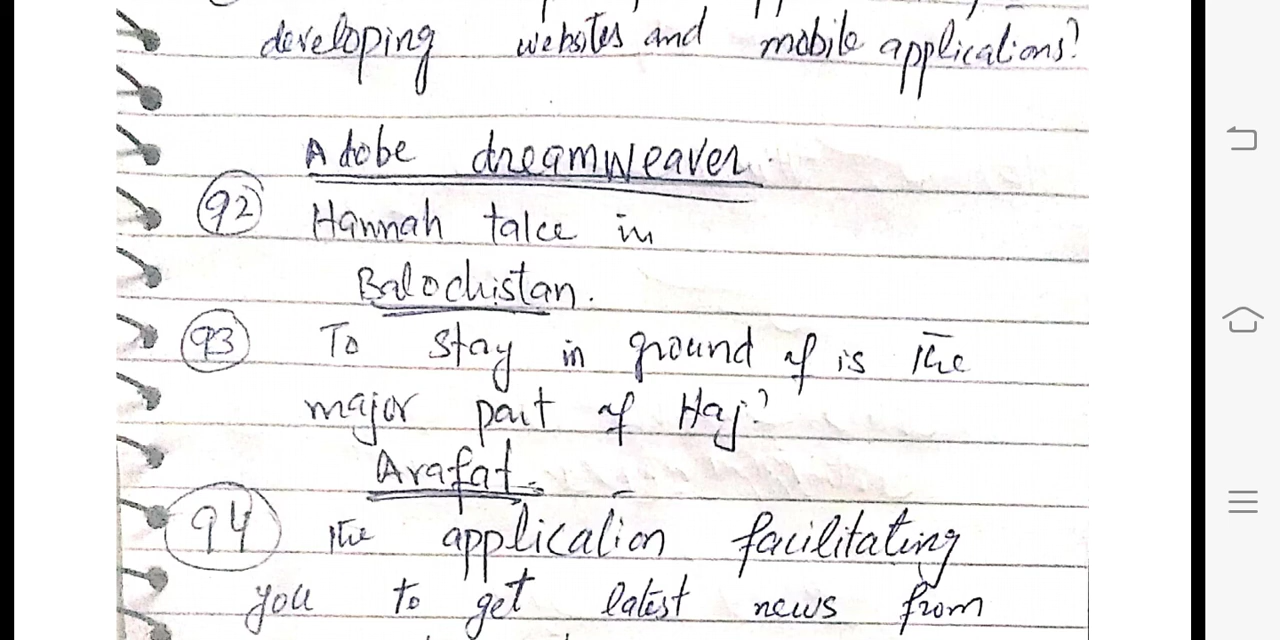 developing websites and mobile applications?
Adobe dreamweaver.
92 Hannah talce in
Balochistan.
93 To stay in ground of is the
major part of Haj?
Arafat.
94 the application facilitating
you to get latest news from